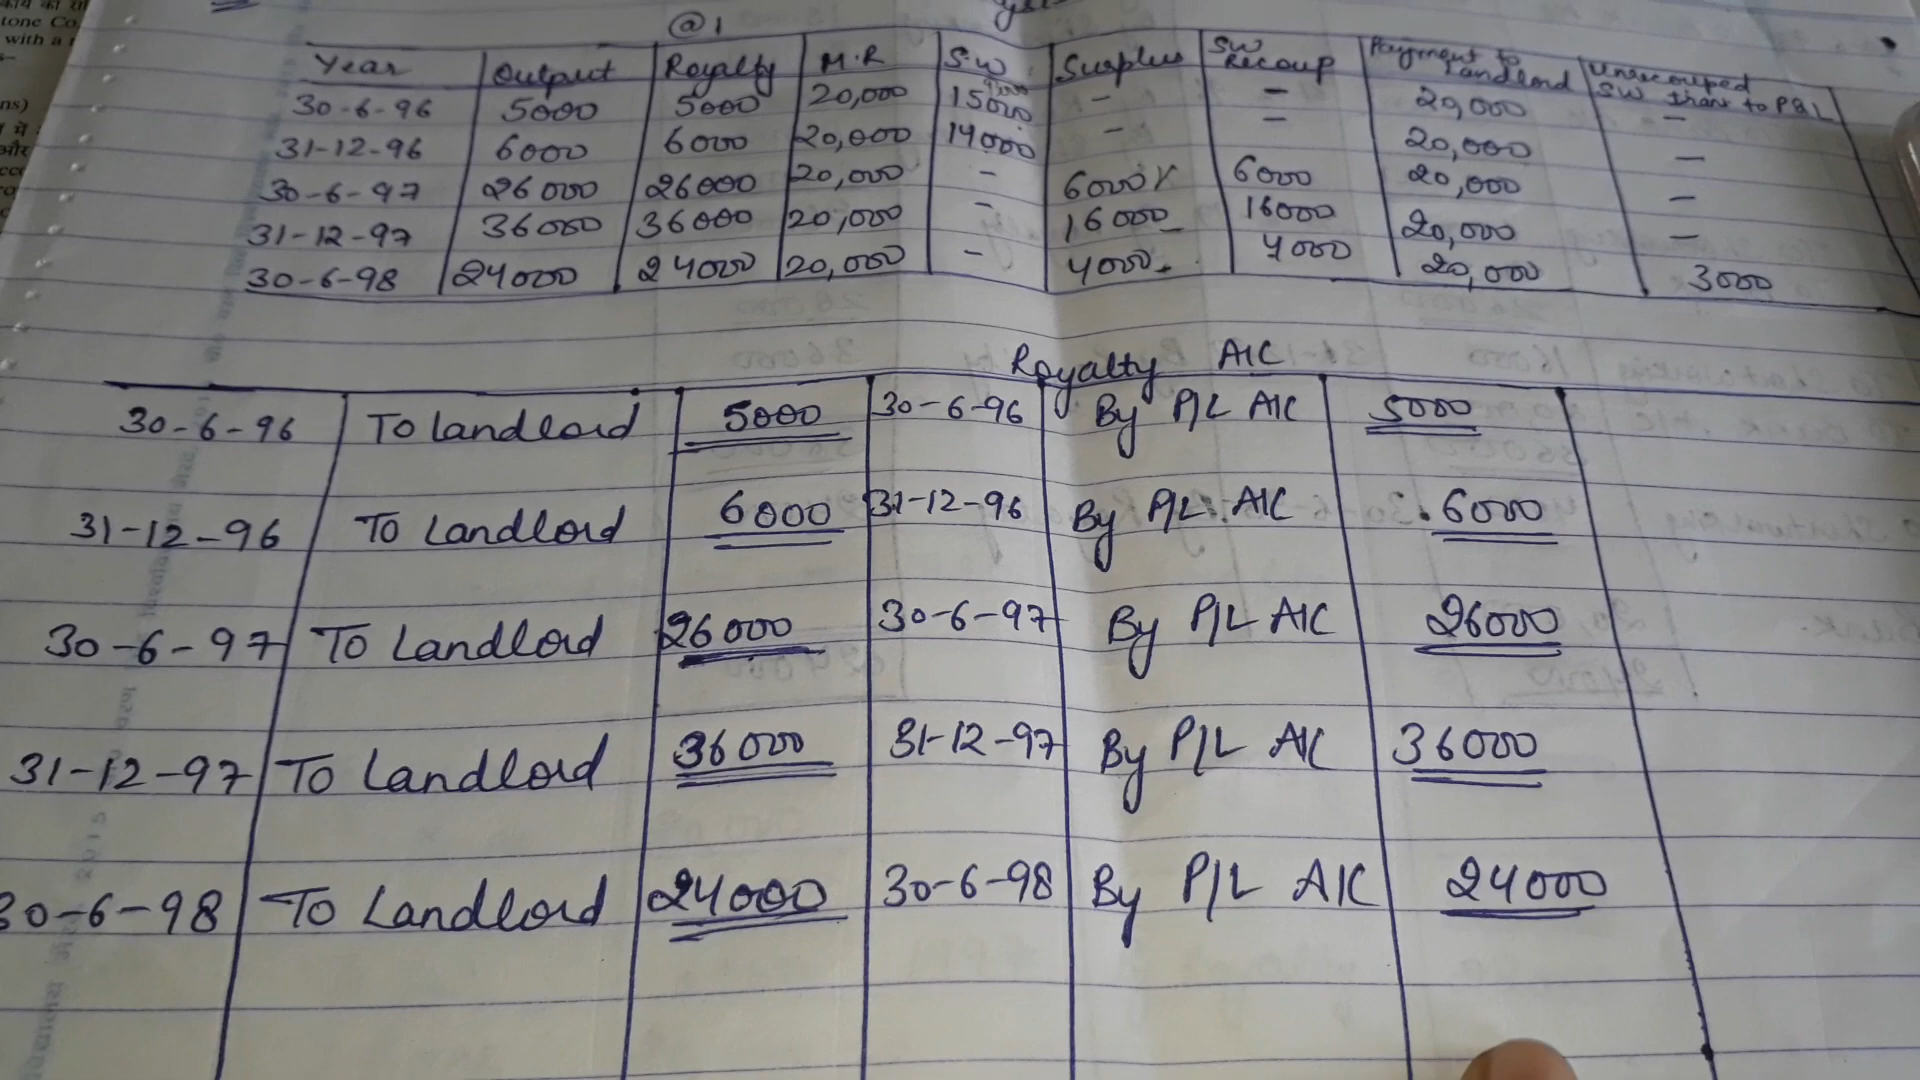 tone Co.
with a
ns)
में
और
@1
Year Output Royalty M.R S.W Surplus SW Recoup Payment to Landlord Unrecouped SW trans to P&L
30-6-96 5000 5000 20,000 15000 - - 20,000 -
31-12-96 6000 6000 20,000 14000 - - 20,000 -
30-6-97 26000 26000 20,000 - 6000 6000 20,000 -
31-12-97 36000 36000 20,000 - 16000 16000 20,000 -
30-6-98 24000 24000 20,000 - 4000 4000 20,000 3000
Royalty A/C
30-6-96 To Landlord 5000 30-6-96 By P/L A/C 5000
31-12-96 To Landlord 6000 31-12-96 By P/L A/C 6000
30-6-97 To Landlord 26000 30-6-97 By P/L A/C 26000
31-12-97 To Landlord 36000 31-12-97 By P/L A/C 36000
30-6-98 To Landlord 24000 30-6-98 By P/L A/C 24000